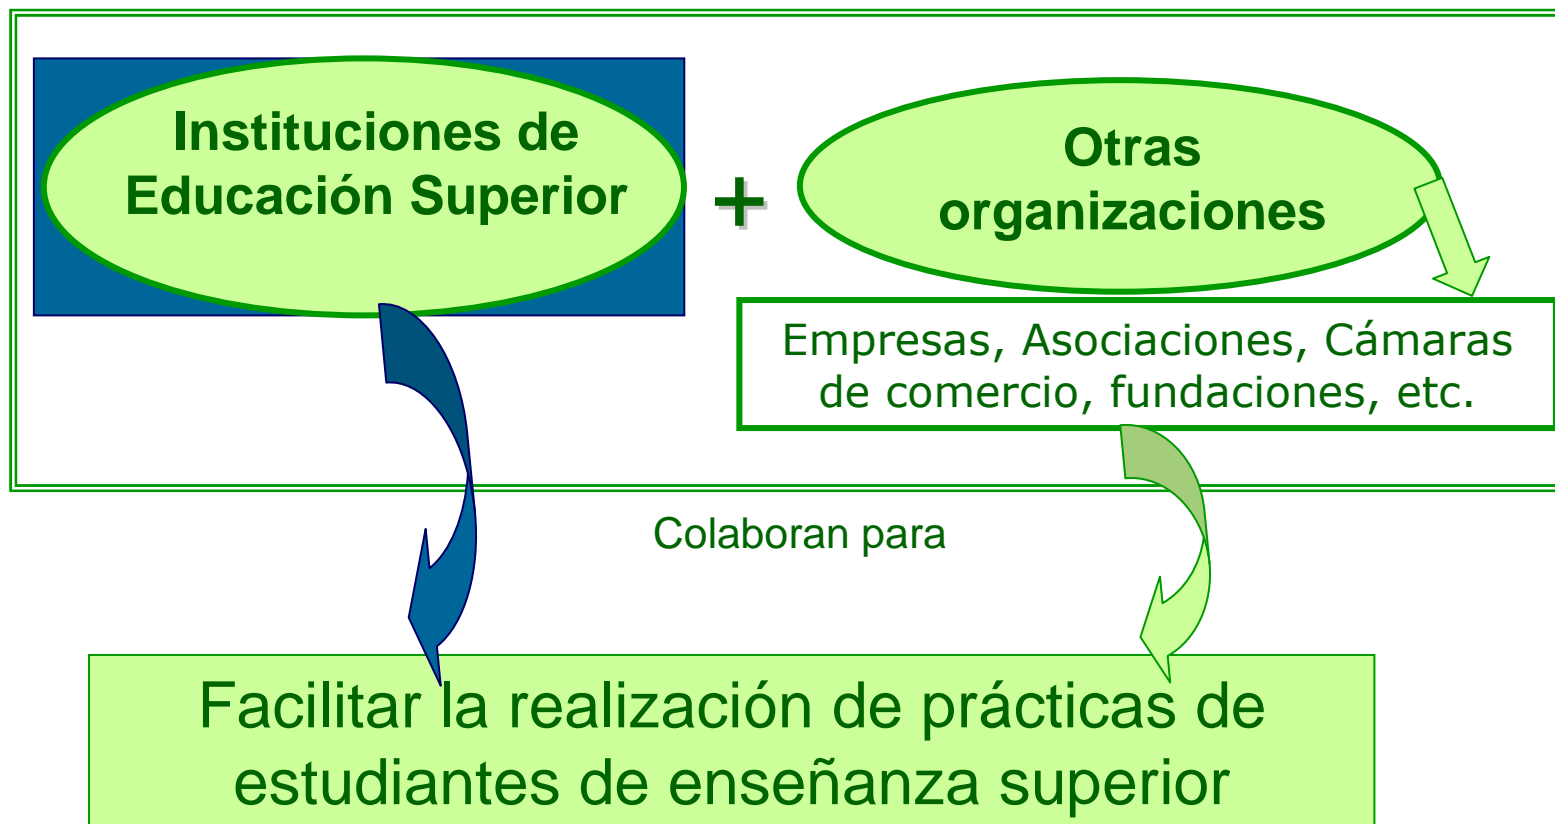 Instituciones de
Educación Superior
+
Otras
organizaciones
Empresas, Asociaciones, Cámaras
de comercio, fundaciones, etc.
Colaboran para
Facilitar la realización de prácticas de
estudiantes de enseñanza superior